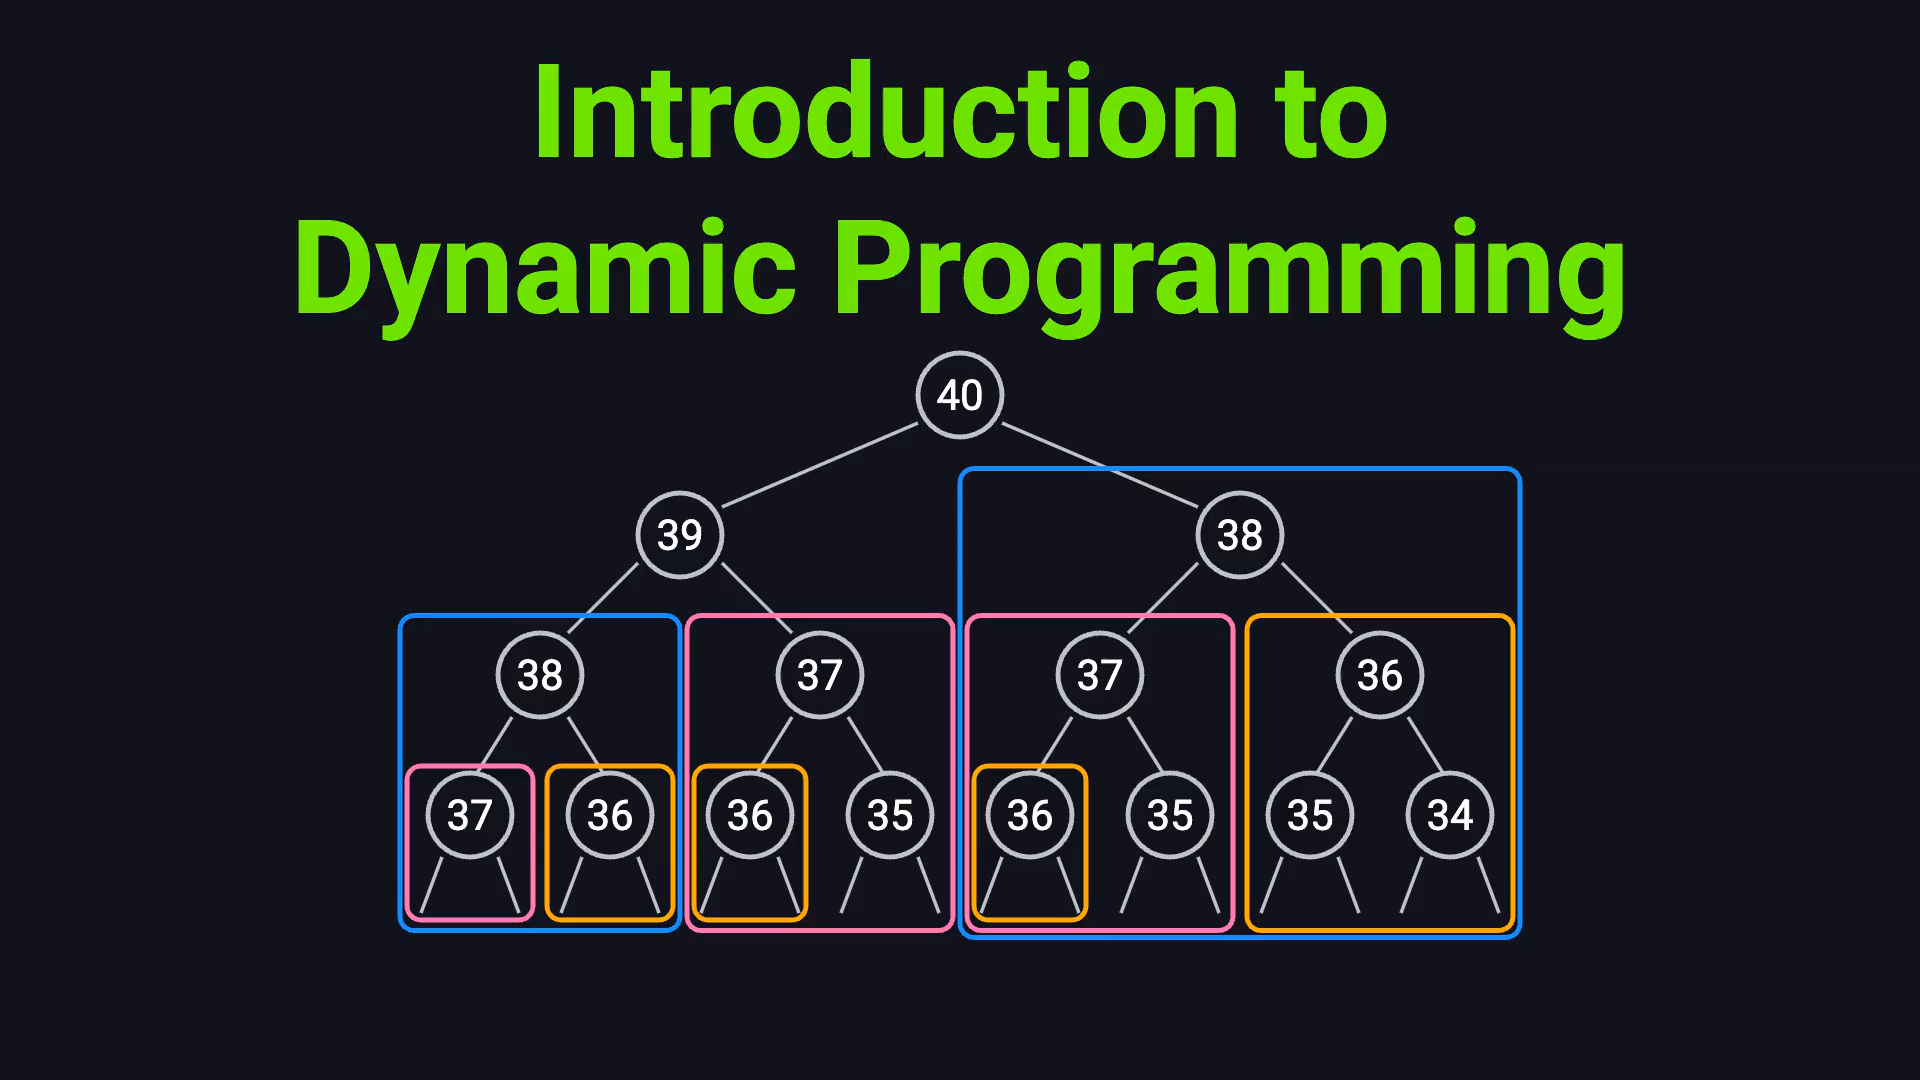 Introduction to
Dynamic Programming
40
39 38
38 37 37 36
37 36 36 35 36 35 35 34